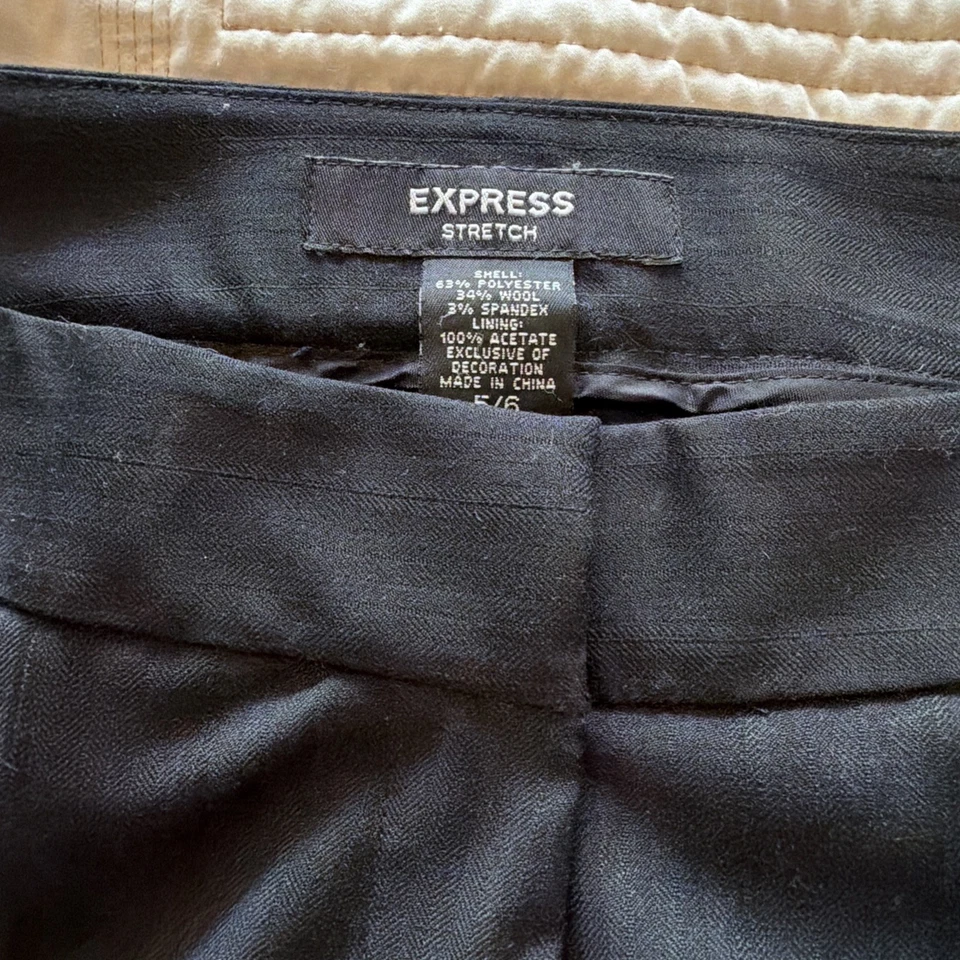 EXPRESS
STRETCH
SHELL:
63% POLYESTER
34% WOOL
3% SPANDEX
LINING:
100% ACETATE
EXCLUSIVE OF
DECORATION
MADE IN CHINA
5/6